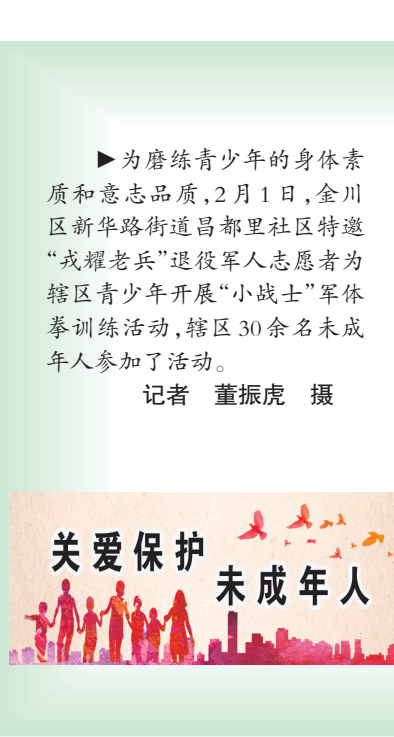 ▶为磨练青少年的身体素
质和意志品质,2月1日,金川
区新华路街道昌都里社区特邀
“戎耀老兵”退役军人志愿者为
辖区青少年开展“小战士”军体
拳训练活动,辖区30余名未成
年人参加了活动。
记者 董振虎 摄
关爱保护
未成年人